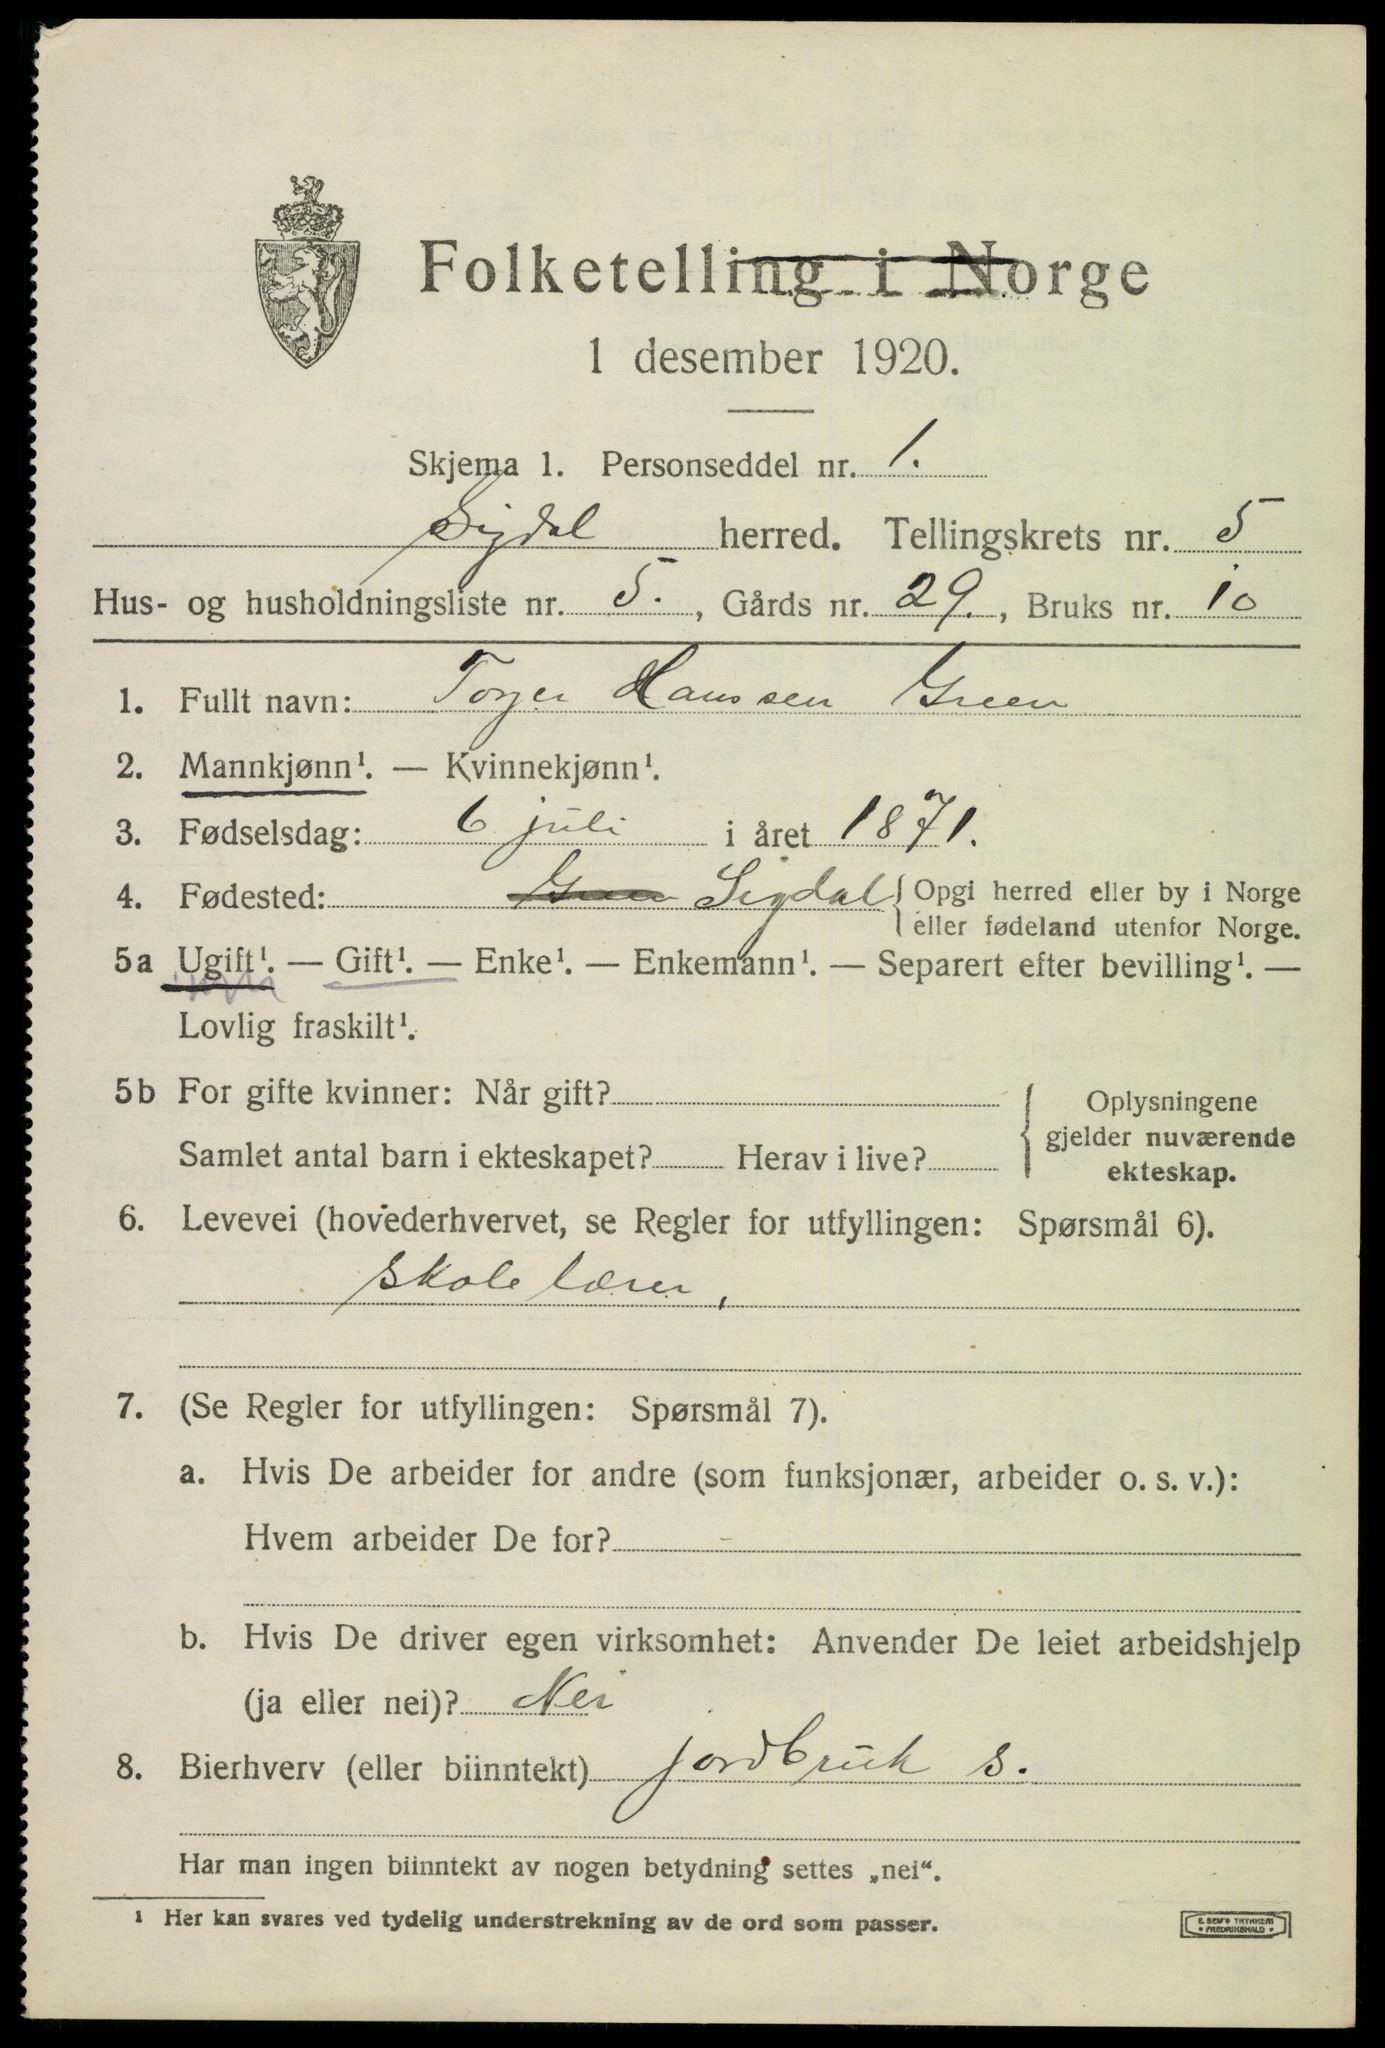 Folketelling i Norge
1 desember 1920.
Skjema 1. Personseddel nr. 1.
Sigdal herred. Tellingskrets nr. 5
Hus- og husholdningsliste nr. 5., Gårds nr. 29., Bruks nr. 10
1. Fullt navn: Torger Hanssen Green
2. Mannkjønn¹. — Kvinnekjønn¹.
3. Fødselsdag: 6 juli i året 1871.
4. Fødested: Green Sigdal { Opgi herred eller by i Norge
eller fødeland utenfor Norge.
5a Ugift¹. — Gift¹. — Enke¹. — Enkemann¹. — Separert efter bevilling¹. —
Lovlig fraskilt¹.
5b For gifte kvinner: Når gift?
Samlet antal barn i ekteskapet? Herav i live?
Oplysningene
gjelder nuværende
ekteskap.
6. Levevei (hovederhvervet, se Regler for utfyllingen: Spørsmål 6).
Skolelærer,
7. (Se Regler for utfyllingen: Spørsmål 7).
a. Hvis De arbeider for andre (som funksjonær, arbeider o. s. v.):
Hvem arbeider De for? -
b. Hvis De driver egen virksomhet: Anvender De leiet arbeidshjelp
(ja eller nei)? Nei
8. Bierhverv (eller biinntekt) jordbruk s.
Har man ingen biinntekt av nogen betydning settes „nei“.
¹ Her kan svares ved tydelig understrekning av de ord som passer.
E. SEM'S TRYKKERI
• FREDRIKSHALD •